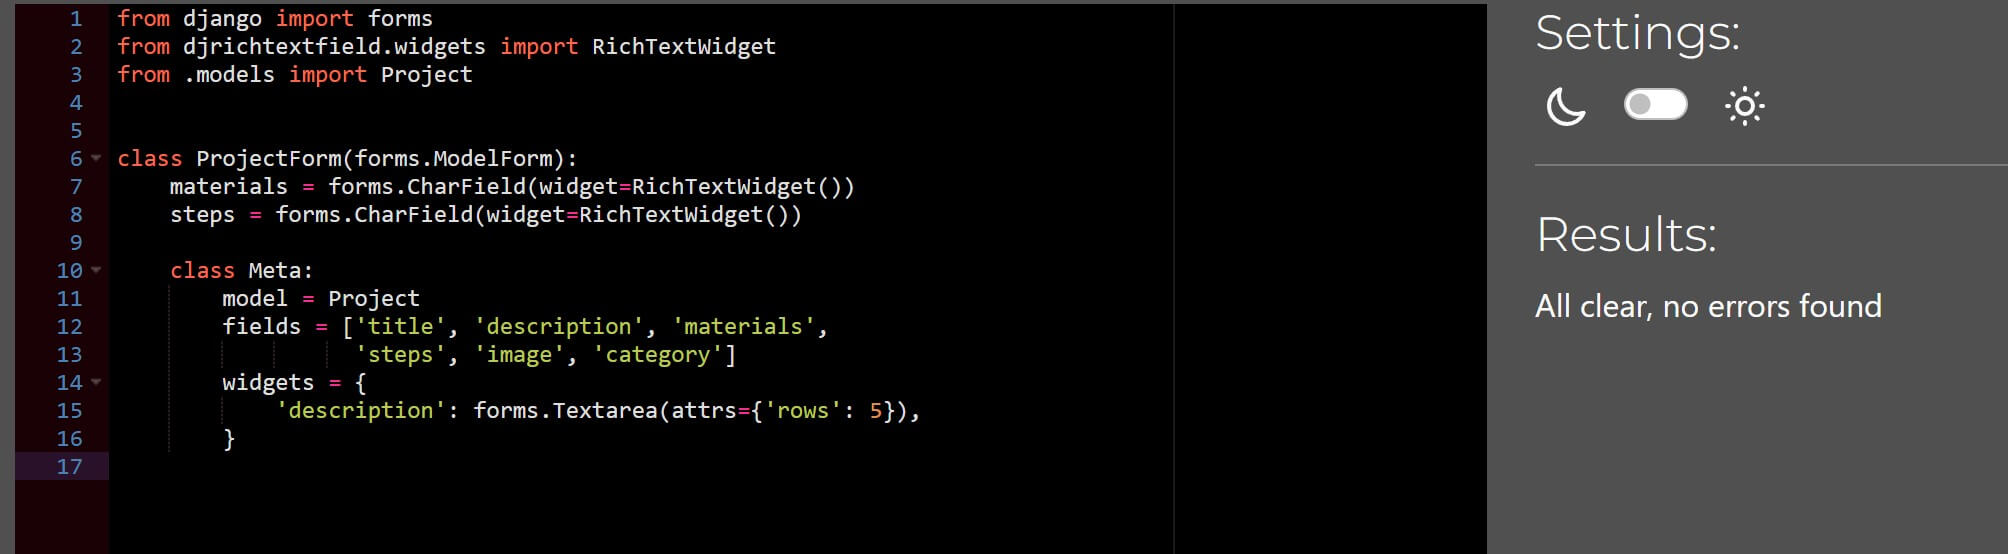 1 from django import forms
2 from djrichtextfield.widgets import RichTextWidget
3 from .models import Project
4
5
6 class ProjectForm(forms.ModelForm):
7     materials = forms.CharField(widget=RichTextWidget())
8     steps = forms.CharField(widget=RichTextWidget())
9
10     class Meta:
11         model = Project
12         fields = ['title', 'description', 'materials',
13                   'steps', 'image', 'category']
14         widgets = {
15             'description': forms.Textarea(attrs={'rows': 5}),
16         }
17
Settings:
Results:
All clear, no errors found